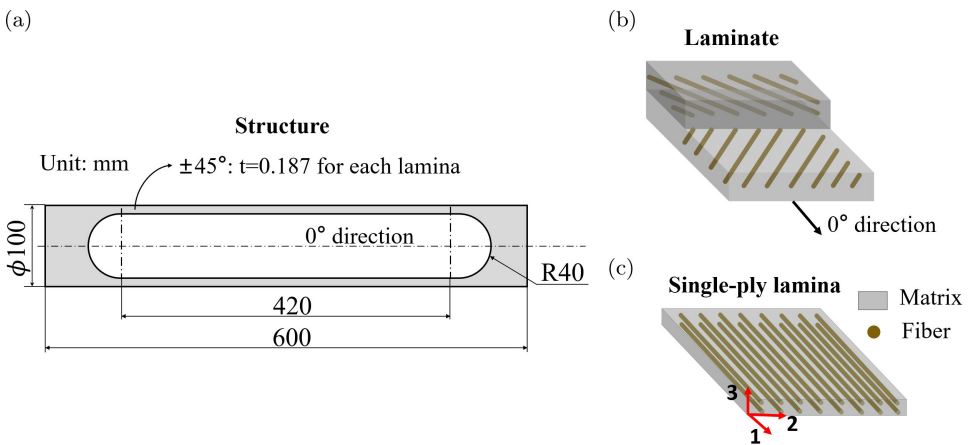 (a)
Structure
Unit: mm
±45°: t=0.187 for each lamina
ϕ100
0° direction
R40
420
600
(b)
Laminate
0° direction
(c)
Single-ply lamina
Matrix
Fiber
3
2
1